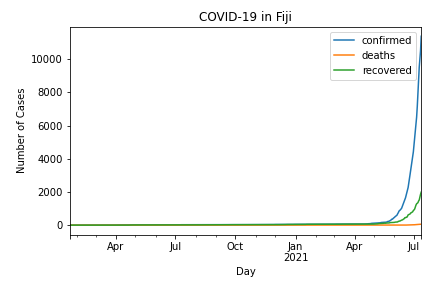 COVID-19 in Fiji
confirmed
deaths
recovered
Number of Cases
10000
8000
6000
4000
2000
0
Apr Jul Oct Jan Apr Jul
2021
Day